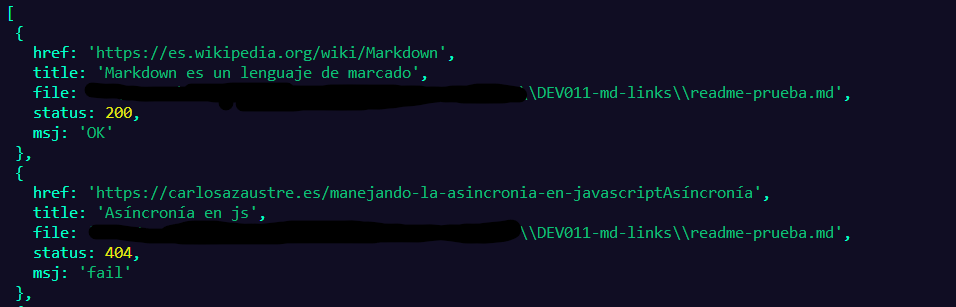 [
{
href: 'https://es.wikipedia.org/wiki/Markdown',
title: 'Markdown es un lenguaje de marcado',
file: \\DEV011-md-links\\readme-prueba.md',
status: 200,
msj: 'OK'
},
{
href: 'https://carlosazaustre.es/manejando-la-asincronia-en-javascriptAsíncronía',
title: 'Asíncronía en js',
file: \\DEV011-md-links\\readme-prueba.md',
status: 404,
msj: 'fail'
},